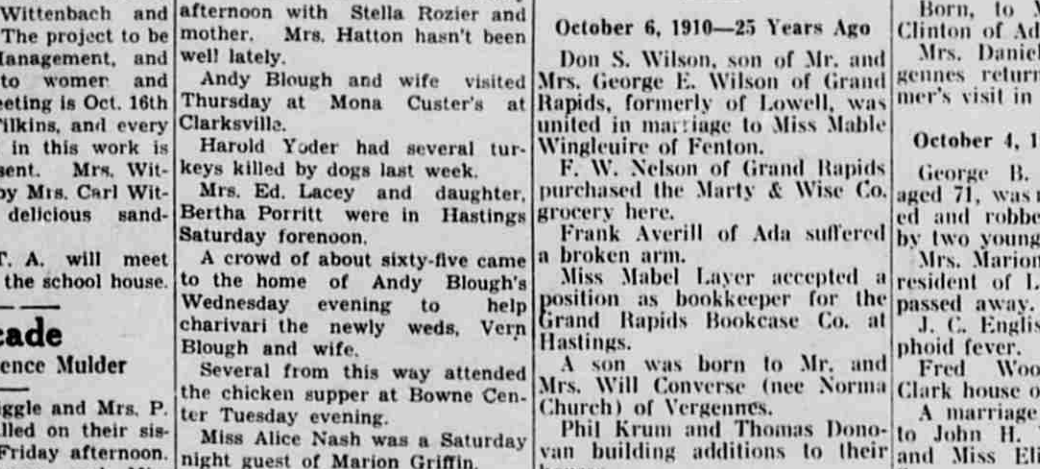 Wittenbach and
The project to be
Management, and
to womer and
eeting is Oct. 16th
ilkins, and every
in this work is
sent. Mrs. Wit-
by Mrs. Carl Wit-
delicious sand-
T. A. will meet
the school house.
cade
ence Mulder
iggle and Mrs. P.
lled on their sis-
Friday afternoon.
afternoon with Stella Rozier and
mother. Mrs. Hatton hasn't been
well lately.
Andy Blough and wife visited
Thursday at Mona Custer's at
Clarksville.
Harold Yoder had several tur-
keys killed by dogs last week.
Mrs. Ed. Lacey and daughter,
Bertha Porritt were in Hastings
Saturday forenoon.
A crowd of about sixty-five came
to the home of Andy Blough's
Wednesday evening to help
charivari the newly weds, Vern
Blough and wife.
Several from this way attended
the chicken supper at Bowne Cen-
ter Tuesday evening.
Miss Alice Nash was a Saturday
night guest of Marion Griffin.
October 6, 1910—25 Years Ago
Don S. Wilson, son of Mr. and
Mrs. George E. Wilson of Grand
Rapids, formerly of Lowell, was
united in marriage to Miss Mable
Wingleuire of Fenton.
F. W. Nelson of Grand Rapids
purchased the Marty & Wise Co.
grocery here.
Frank Averill of Ada suffered
a broken arm.
Miss Mabel Layer accepted a
position as bookkeeper for the
Grand Rapids Bookcase Co. at
Hastings.
A son was born to Mr. and
Mrs. Will Converse (nee Norma
Church) of Vergennes.
Phil Krum and Thomas Dono-
van building additions to their
Born, to
Clinton of Ad
Mrs. Daniel
gennes return
mer's visit in
October 4, 1
George B.
aged 71, was
ed and robbe
by two young
Mrs. Marion
resident of L
passed away.
J. C. Englis
phoid fever.
Fred Woo
Clark house o
A marriage
to John H.
and Miss Eli